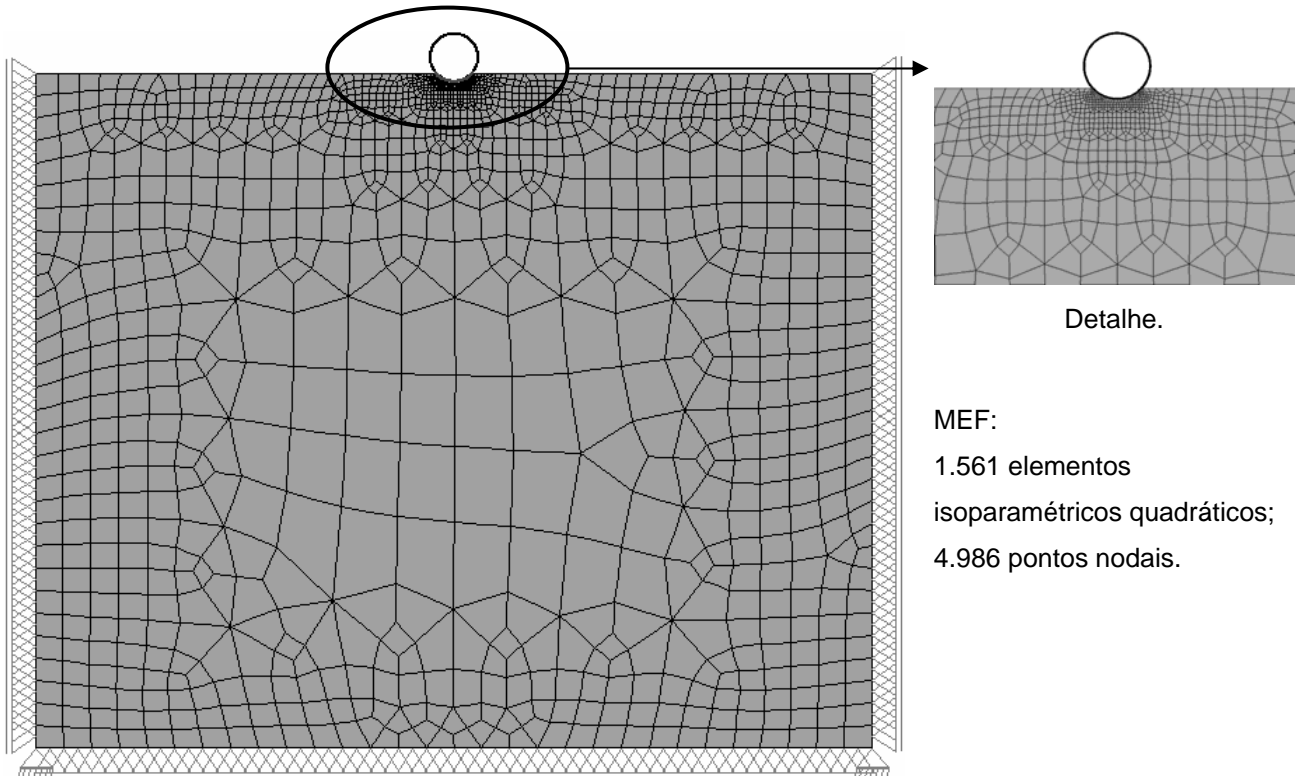 Detalhe.
MEF:
1.561 elementos
isoparamétricos quadráticos;
4.986 pontos nodais.